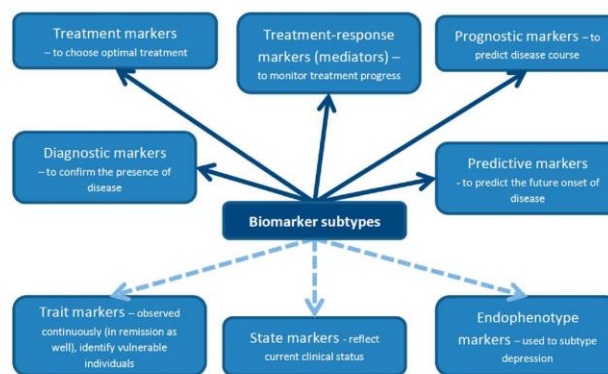 Treatment markers
– to choose optimal treatment
Treatment-response
markers (mediators) –
to monitor treatment progress
Prognostic markers – to
predict disease course
Diagnostic markers
– to confirm the presence of
disease
Predictive markers
- to predict the future onset of
disease
Biomarker subtypes
Trait markers – observed
continuously (in remission as
well), identify vulnerable
individuals
State markers - reflect
current clinical status
Endophenotype
markers – used to subtype
depression